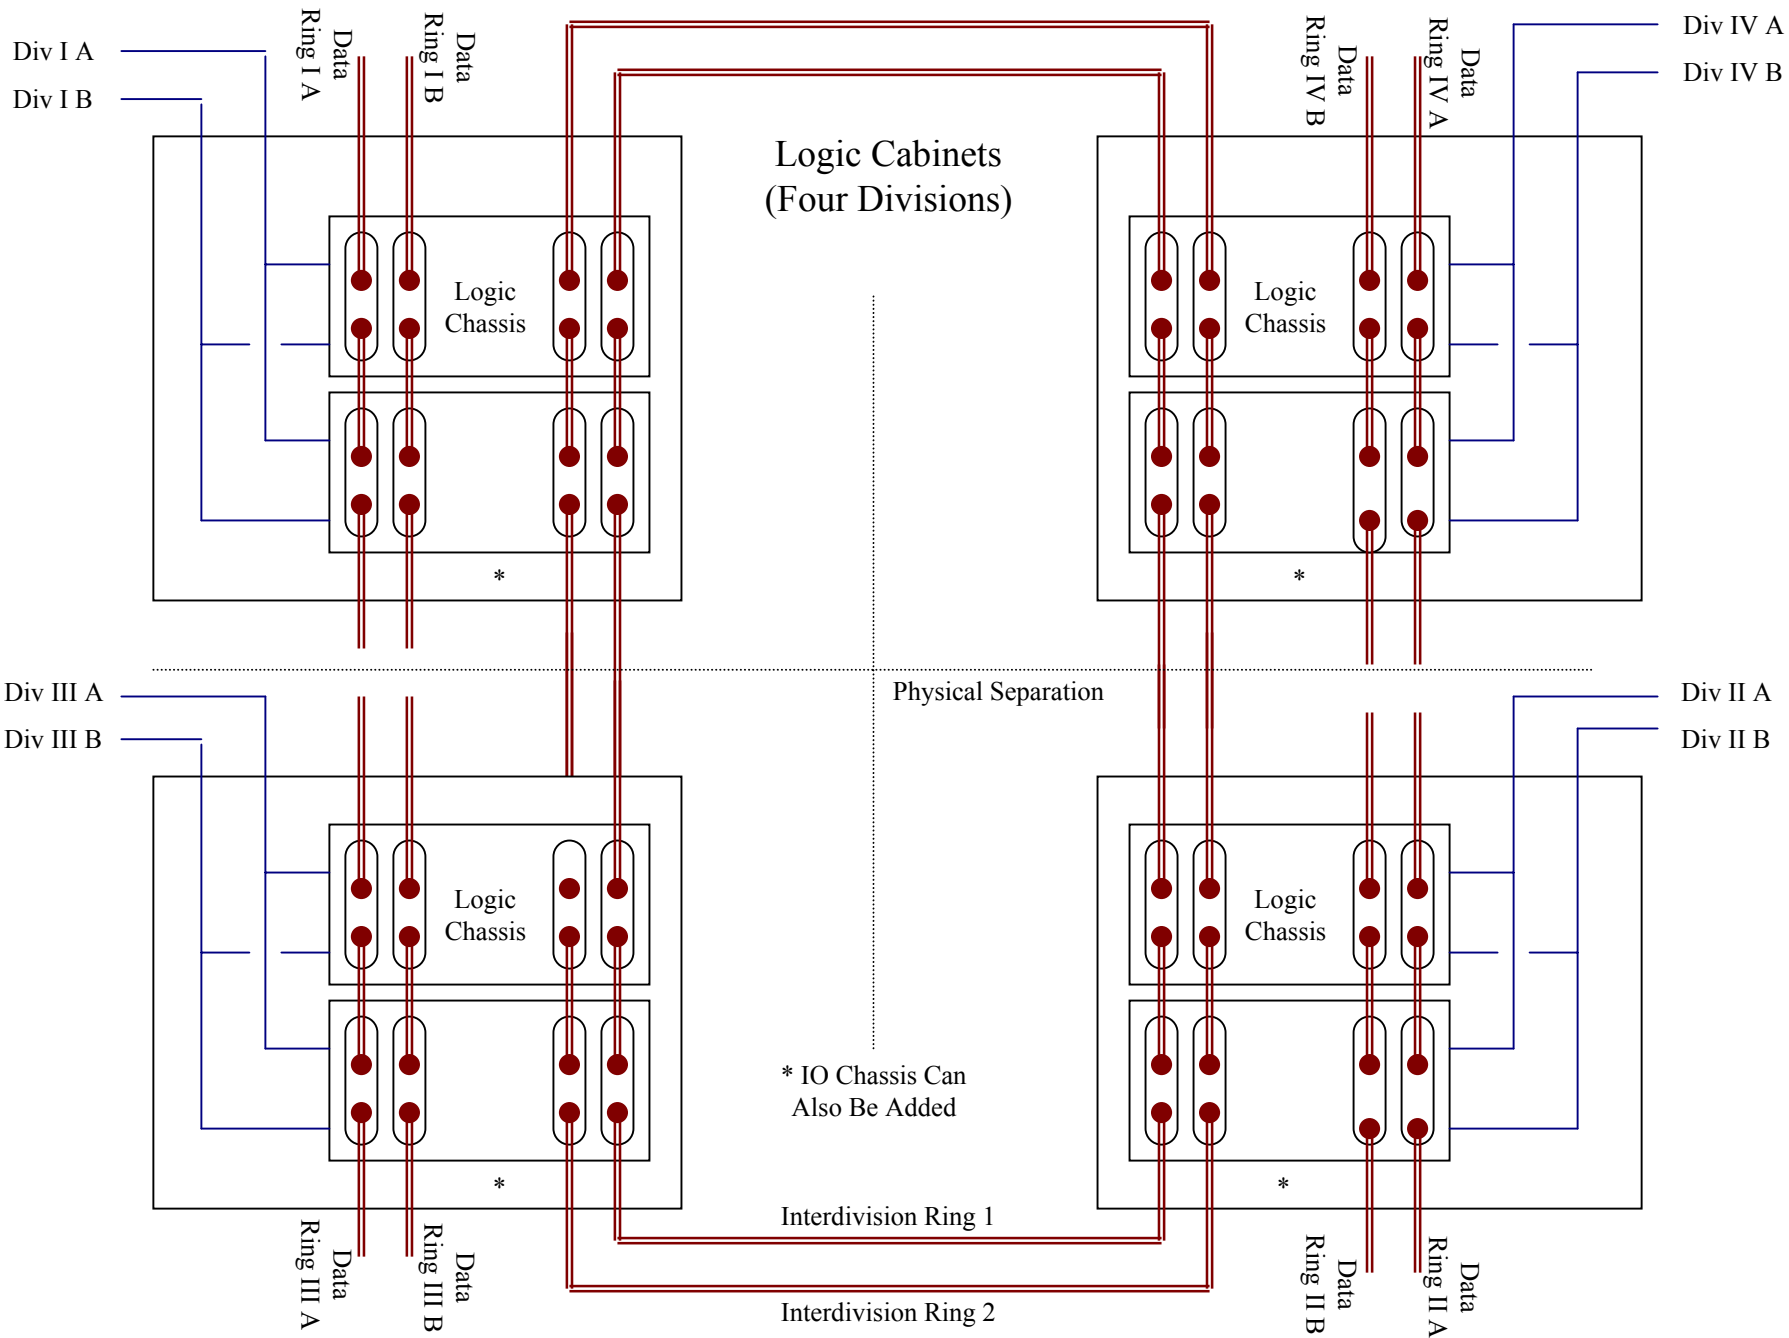 Div I A
Div I B
Data
Ring I A
Data
Ring I B
Data
Ring IV B
Data
Ring IV A
Div IV A
Div IV B
Logic Cabinets
(Four Divisions)
Logic
Chassis
Logic
Chassis
*
*
Physical Separation
Div III A
Div III B
Div II A
Div II B
Logic
Chassis
Logic
Chassis
* IO Chassis Can
Also Be Added
*
*
Interdivision Ring 1
Interdivision Ring 2
Data
Ring III A
Data
Ring III B
Data
Ring II B
Data
Ring II A